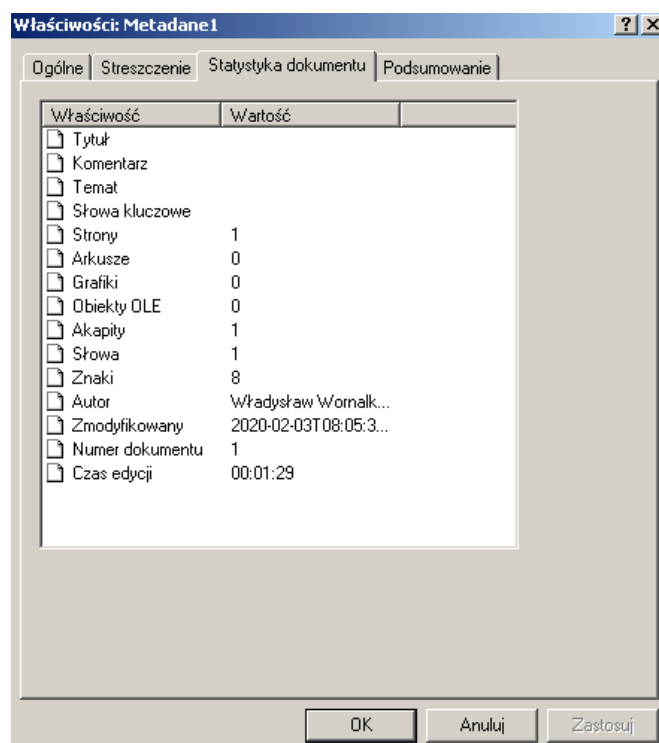 Właściwości: Metadane1
Ogólne Streszczenie Statystyka dokumentu Podsumowanie
Właściwość Wartość
Tytuł
Komentarz
Temat
Słowa kluczowe
Strony 1
Arkusze 0
Grafiki 0
Obiekty OLE 0
Akapity 1
Słowa 1
Znaki 8
Autor Władysław Wornalk...
Zmodyfikowany 2020-02-03T08:05:3...
Numer dokumentu 1
Czas edycji 00:01:29
OK Anuluj Zastosuj